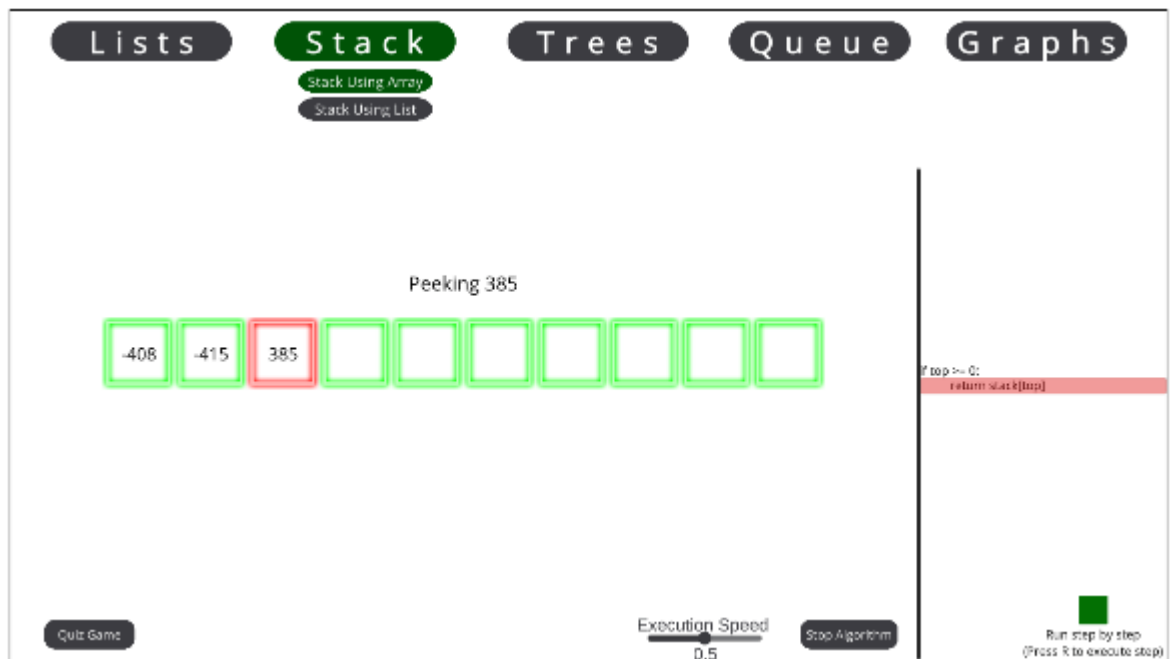 Lists Stack Trees Queue Graphs
Stack Using Array
Stack Using List
Peeking 385
-408 -415 385
if top >= 0:
return stack[top]
Quiz Game
Execution Speed
0.5
Stop Algorithm
Run step by step
(Press R to execute step)